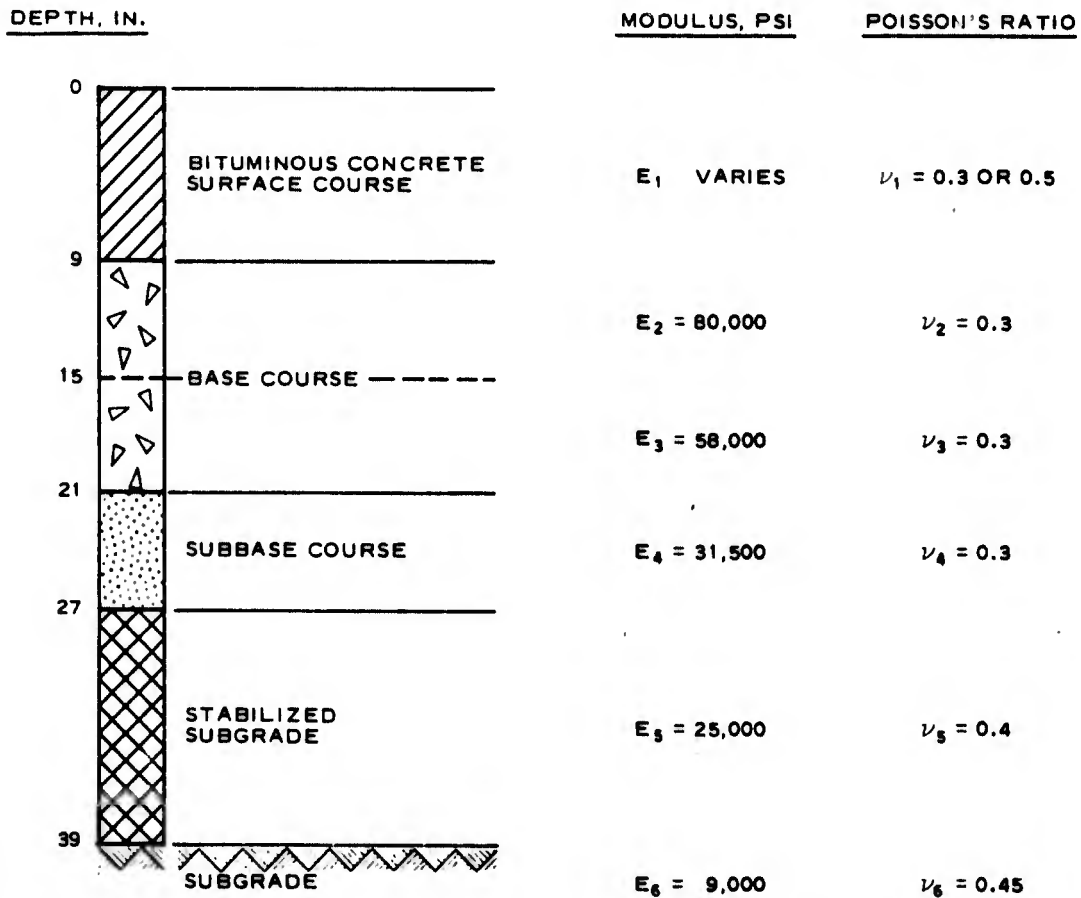 DEPTH, IN. MODULUS, PSI POISSON'S RATIO
0
BITUMINOUS CONCRETE
SURFACE COURSE
E₁ VARIES ν₁ = 0.3 OR 0.5
9
E₂ = 80,000 ν₂ = 0.3
15 BASE COURSE
E₃ = 58,000 ν₃ = 0.3
21
SUBBASE COURSE E₄ = 31,500 ν₄ = 0.3
27
STABILIZED
SUBGRADE
E₅ = 25,000 ν₅ = 0.4
39
SUBGRADE E₆ = 9,000 ν₆ = 0.45